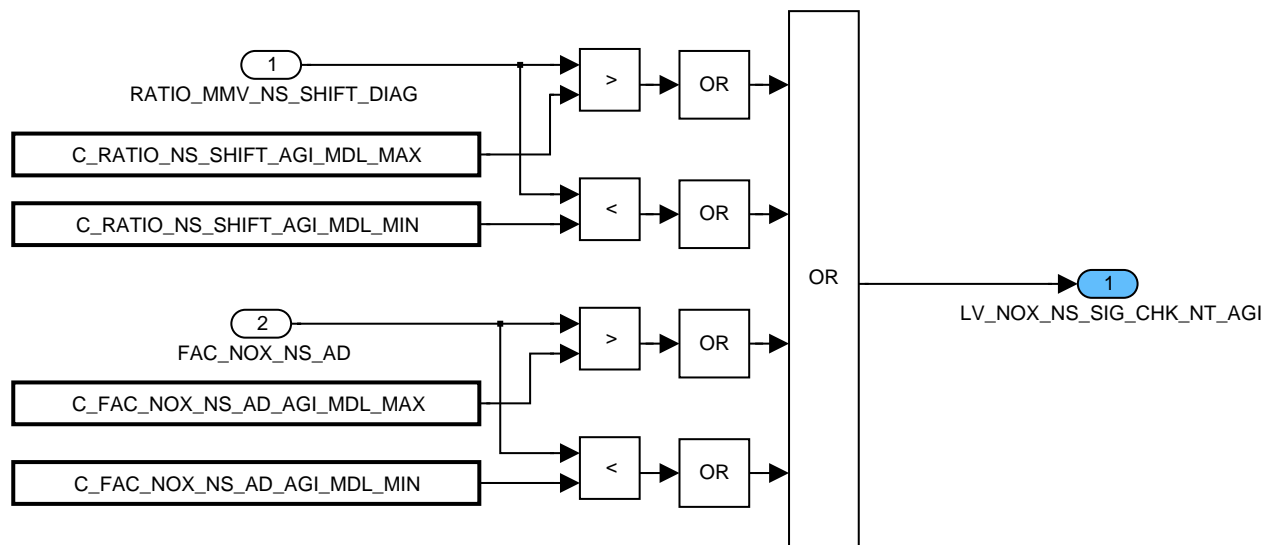 1
RATIO_MMV_NS_SHIFT_DIAG
>
OR
C_RATIO_NS_SHIFT_AGI_MDL_MAX
<
OR
C_RATIO_NS_SHIFT_AGI_MDL_MIN
OR
1
LV_NOX_NS_SIG_CHK_NT_AGI
2
FAC_NOX_NS_AD
>
OR
C_FAC_NOX_NS_AD_AGI_MDL_MAX
<
OR
C_FAC_NOX_NS_AD_AGI_MDL_MIN